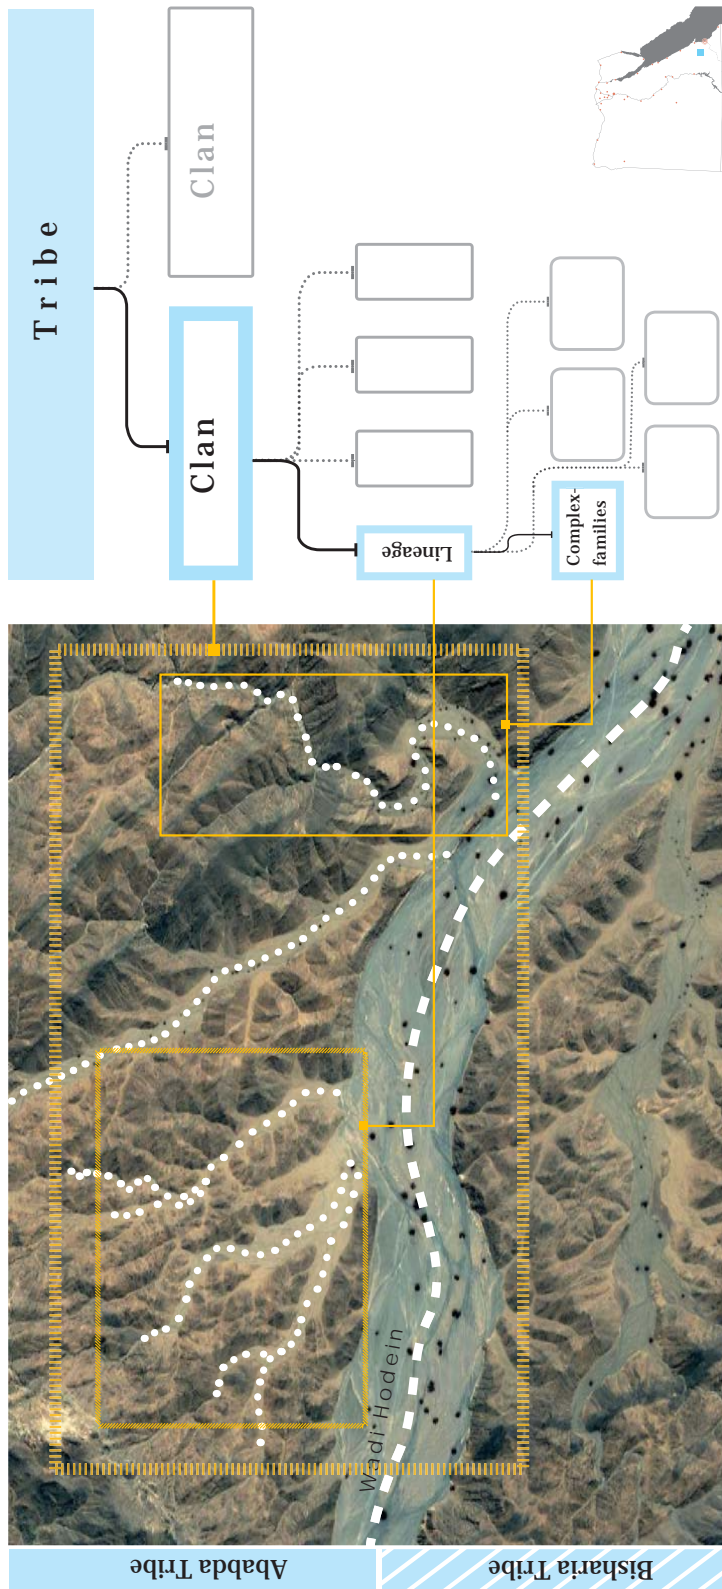 Tribe
Clan
Clan
Lineage
Complex-
families
Wadi Hodein
Ababda Tribe
Bisharia Tribe